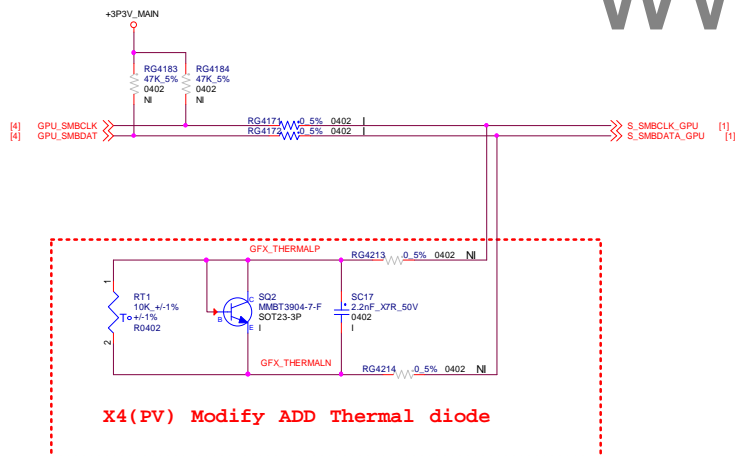 +3P3V_MAIN
RG4183
47K_5%
0402
NI
RG4184
47K_5%
0402
NI
[4] GPU_SMBCLK
RG4171 0_5% 0402 I
S_SMBCLK_GPU [1]
[4] GPU_SMBDAT
RG4172 0_5% 0402 I
S_SMBDATA_GPU [1]
GFX_THERMALP
RG4213 0_5% 0402 NI
1
RT1
10K_+/-1%
To +/-1%
R0402
2
C
B
E
SQ2
MMBT3904-7-F
SOT23-3P
I
SC17
2.2nF_X7R_50V
0402
I
GFX_THERMALN
RG4214 0_5% 0402 NI
X4(PV) Modify ADD Thermal diode